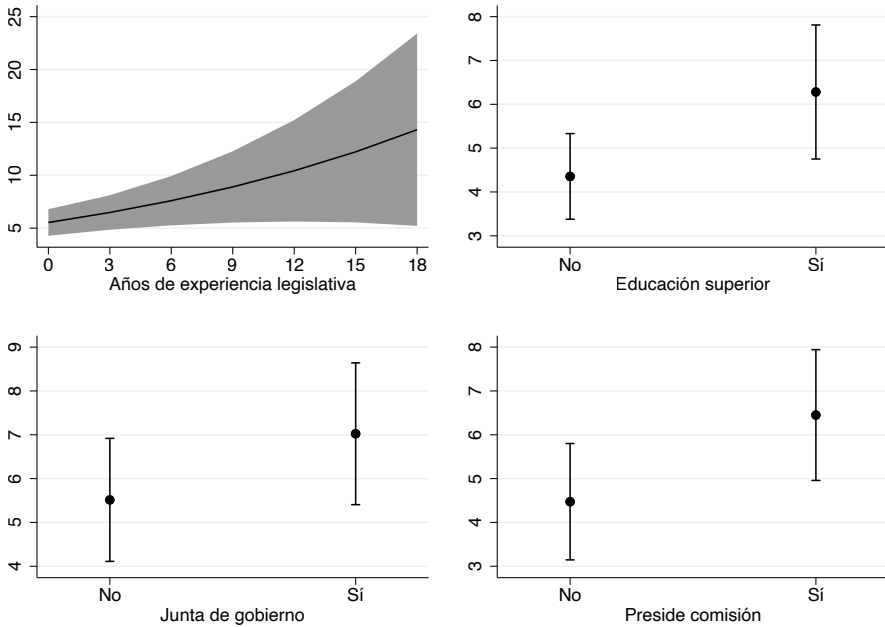 25
20
15
10
5
0 3 6 9 12 15 18
Años de experiencia legislativa
8
7
6
5
4
3
No Sí
Educación superior
9
8
7
6
5
4
No Sí
Junta de gobierno
8
7
6
5
4
3
No Sí
Preside comisión